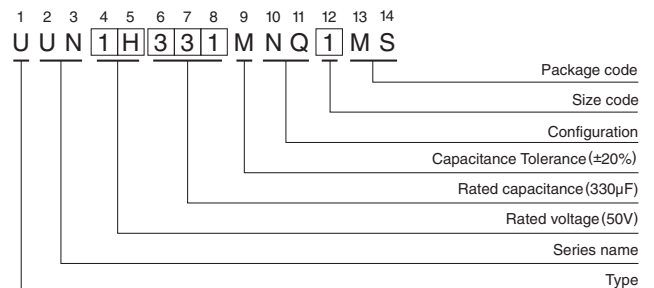 1 2 3 4 5 6 7 8 9 10 11 12 13 14
U U N 1 H 3 3 1 M N Q 1 M S
Package code
Size code
Configuration
Capacitance Tolerance (±20%)
Rated capacitance (330µF)
Rated voltage (50V)
Series name
Type